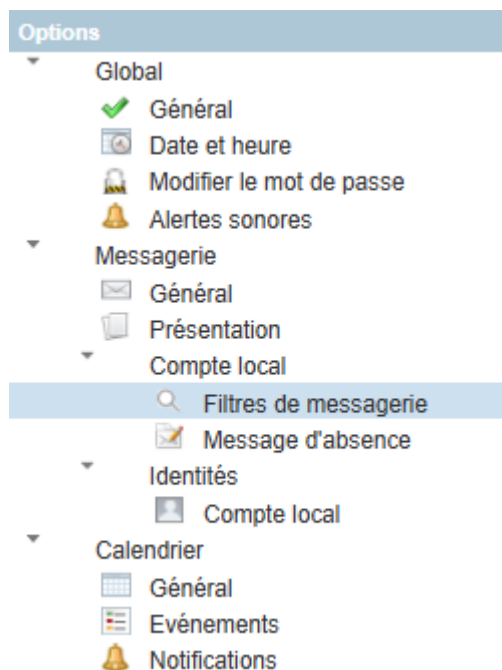 Options
Global
Général
Date et heure
Modifier le mot de passe
Alertes sonores
Messagerie
Général
Présentation
Compte local
Filtres de messagerie
Message d'absence
Identités
Compte local
Calendrier
Général
Evénements
Notifications